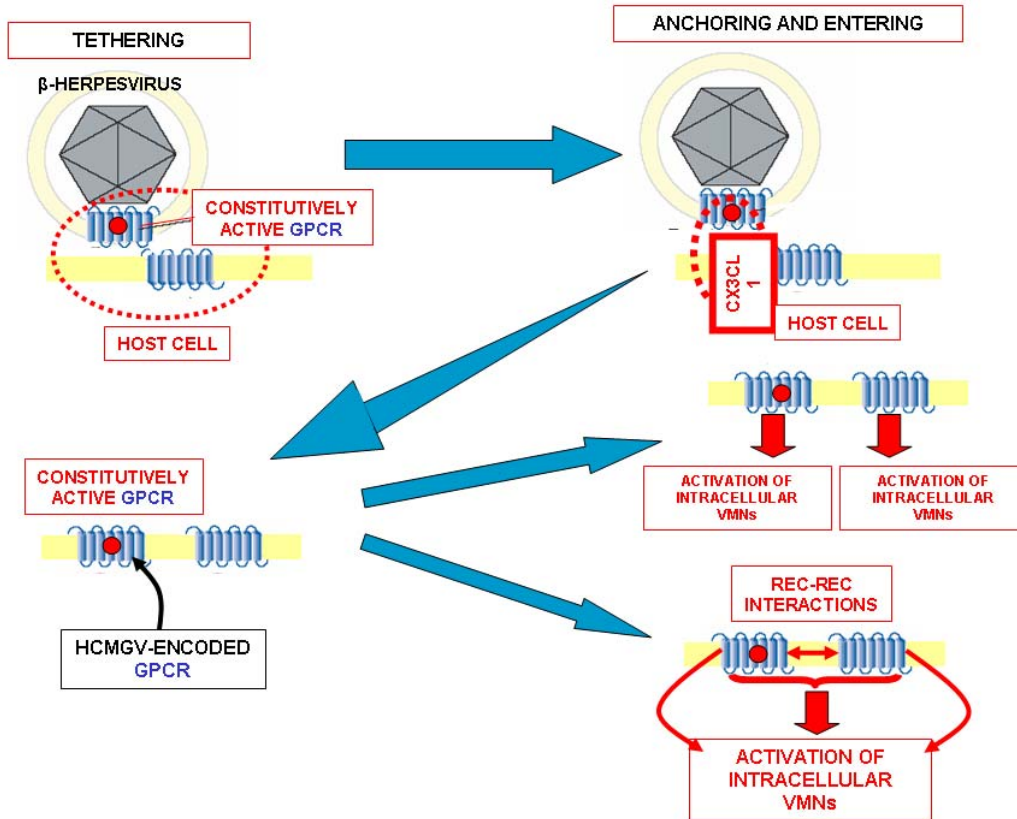 TETHERING
β-HERPESVIRUS
CONSTITUTIVELY
ACTIVE GPCR
HOST CELL
ANCHORING AND ENTERING
CX3CL
1
HOST CELL
CONSTITUTIVELY
ACTIVE GPCR
HCMGV-ENCODED
GPCR
ACTIVATION OF
INTRACELLULAR
VMNs
ACTIVATION OF
INTRACELLULAR
VMNs
REC-REC
INTERACTIONS
ACTIVATION OF
INTRACELLULAR
VMNs